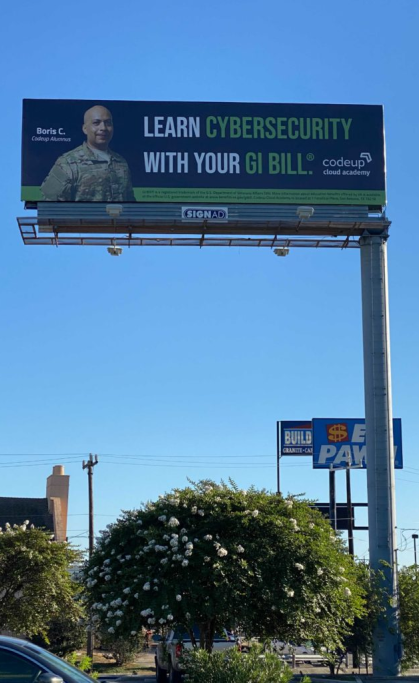 Boris C.
Codeup Alumnus
LEARN CYBERSECURITY
WITH YOUR GI BILL.®
codeup
cloud academy
SIGNAD
BUILD
$
PAW